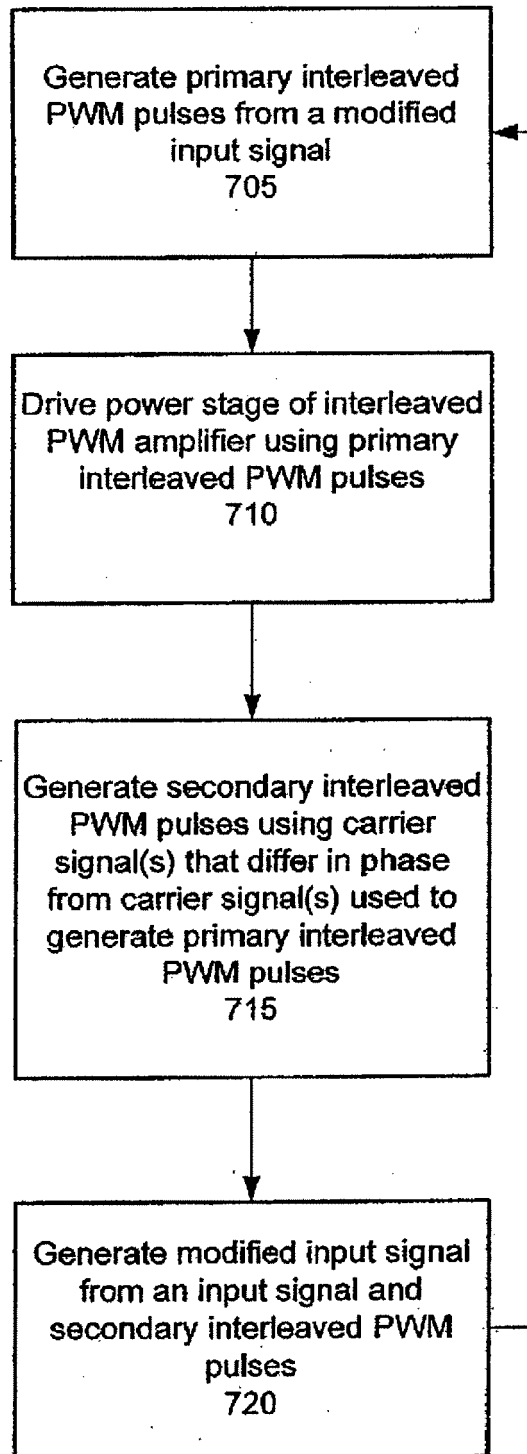 Generate primary interleaved
PWM pulses from a modified
input signal
705
Drive power stage of interleaved
PWM amplifier using primary
interleaved PWM pulses
710
Generate secondary interleaved
PWM pulses using carrier
signal(s) that differ in phase
from carrier signal(s) used to
generate primary interleaved
PWM pulses
715
Generate modified input signal
from an input signal and
secondary interleaved PWM
pulses
720